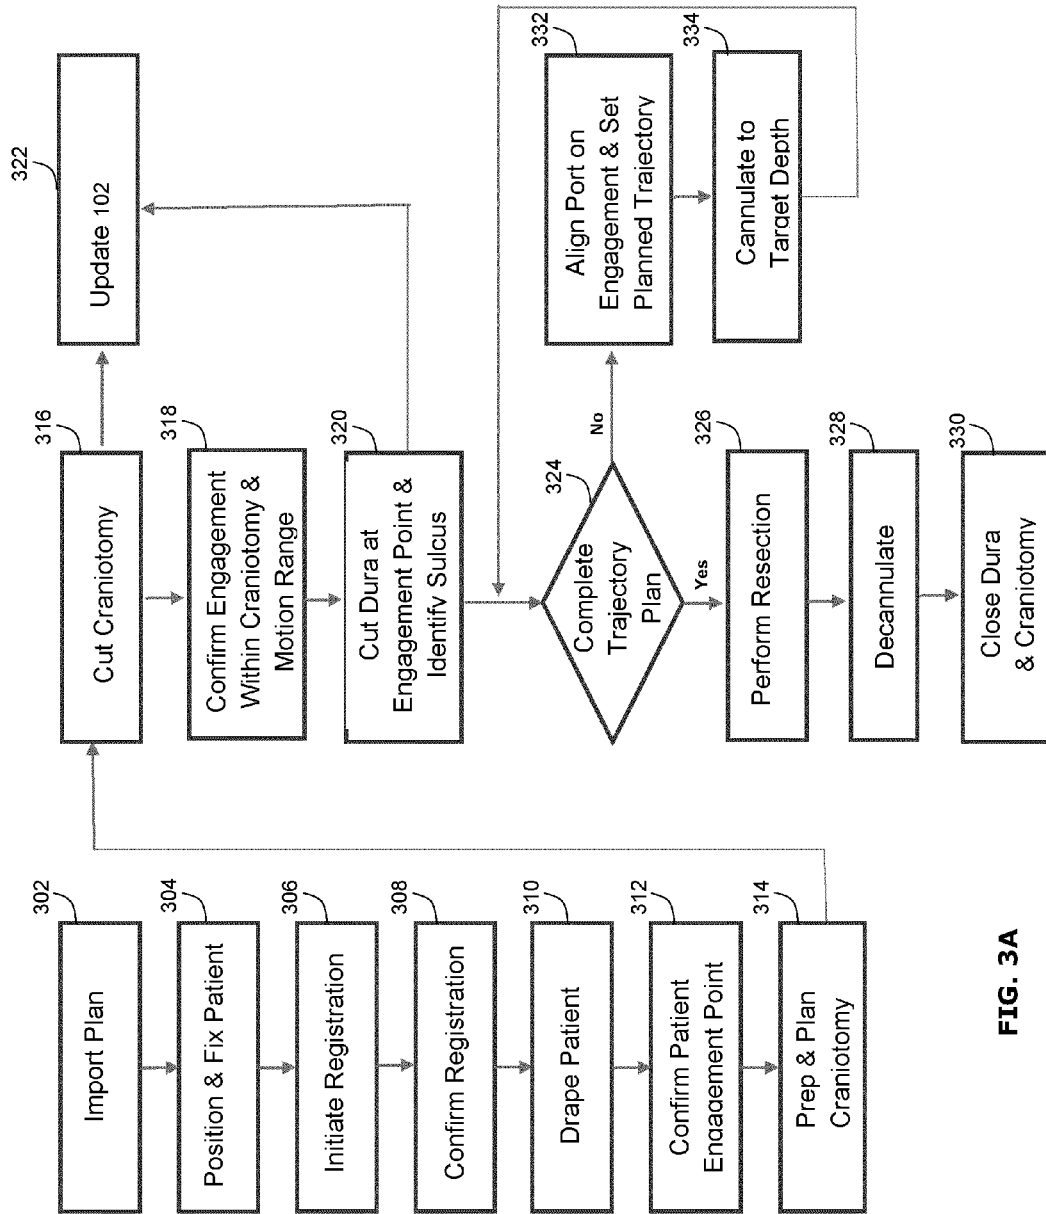 302
Import Plan
304
Position & Fix Patient
306
Initiate Registration
308
Confirm Registration
310
Drape Patient
312
Confirm Patient
Engagement Point
314
Prep & Plan
Craniotomy
316
Cut Craniotomy
318
Confirm Engagement
Within Craniotomy &
Motion Range
320
Cut Dura at
Engagement Point &
Identify Sulcus
322
Update 102
324
Complete
Trajectory
Plan
No
Yes
326
Perform Resection
328
Decannulate
330
Close Dura
& Craniotomy
332
Align Port on
Engagement & Set
Planned Trajectory
334
Cannulate to
Target Depth
FIG. 3A